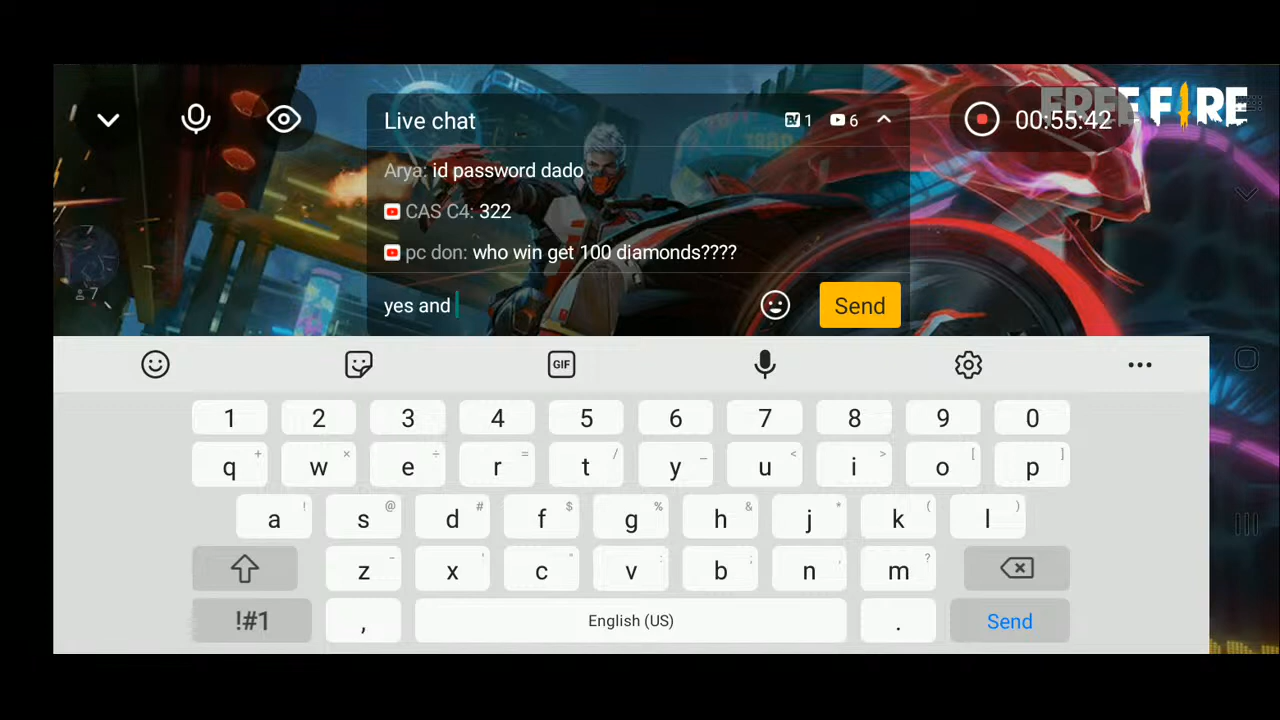 FREE FIRE
Live chat 1 6
00:55:42
Arya: id password dado
CAS C4: 322
pc don: who win get 100 diamonds????
7
yes and
Send
GIF
1 2 3 4 5 6 7 8 9 0
q + w × e ÷ r = t / y _ u < i > o [ p ]
a ! s @ d # f $ g % h & j * k ( l )
z - x ' c " v : b ; n , m ?
!#1 , English (US) . Send